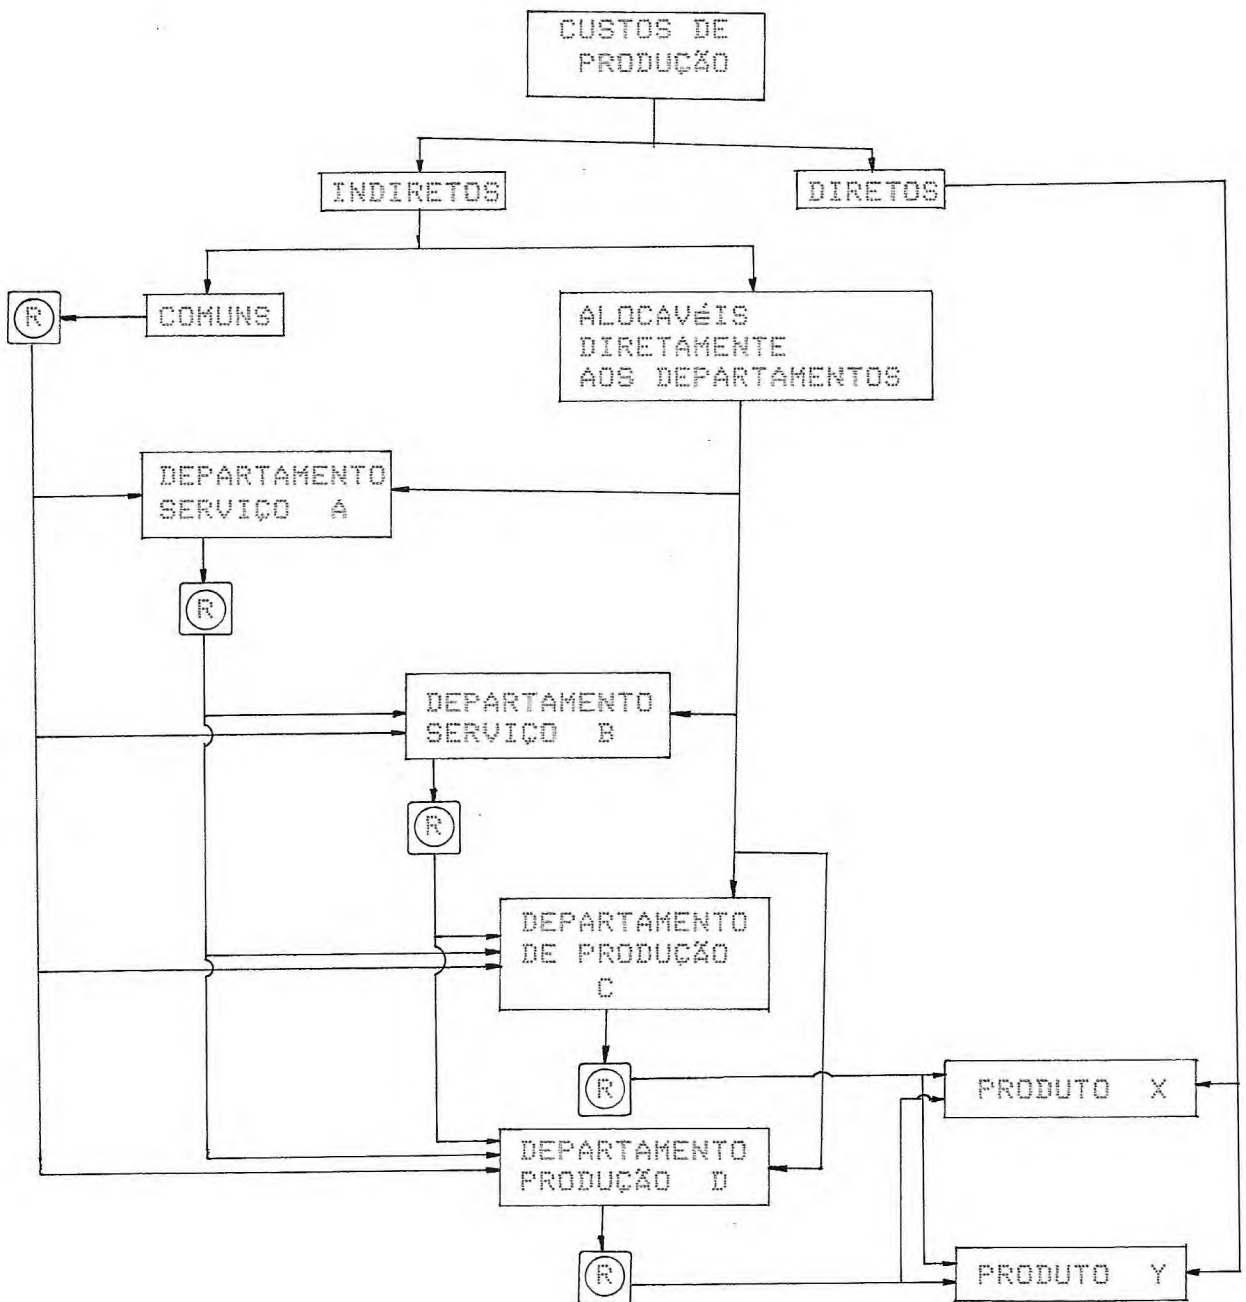 CUSTOS DE
PRODUÇÃO
INDIRETOS
DIRETOS
R
COMUNS
ALOCAVÉIS
DIRETAMENTE
AOS DEPARTAMENTOS
DEPARTAMENTO
SERVIÇO A
R
DEPARTAMENTO
SERVIÇO B
R
DEPARTAMENTO
DE PRODUÇÃO
C
R
PRODUTO X
DEPARTAMENTO
PRODUÇÃO D
R
PRODUTO Y